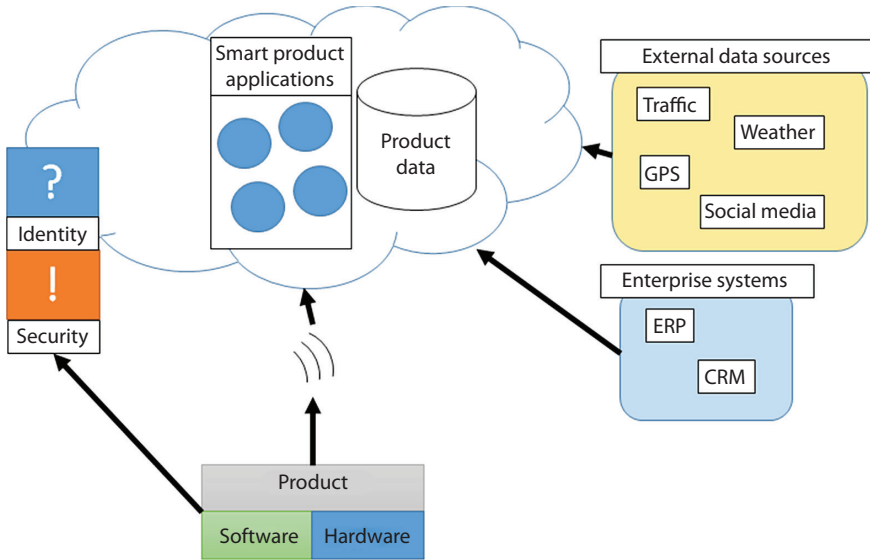 Smart product
applications
Product
data
External data sources
Traffic
Weather
GPS
Social media
?
Identity
!
Security
Enterprise systems
ERP
CRM
Product
Software
Hardware